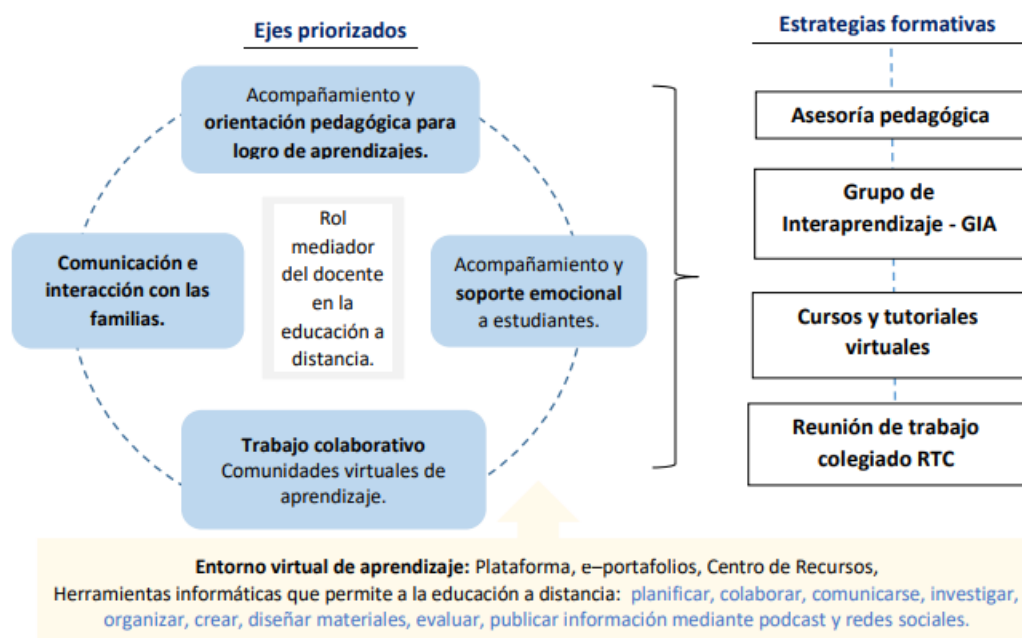 Ejes priorizados
Acompañamiento y
orientación pedagógica para
logro de aprendizajes.
Comunicación e
interacción con las
familias.
Rol
mediador
del docente
en la
educación a
distancia.
Acompañamiento y
soporte emocional
a estudiantes.
Trabajo colaborativo
Comunidades virtuales de
aprendizaje.
Estrategias formativas
Asesoría pedagógica
Grupo de
Interaprendizaje - GIA
Cursos y tutoriales
virtuales
Reunión de trabajo
colegiado RTC
Entorno virtual de aprendizaje: Plataforma, e–portafolios, Centro de Recursos,
Herramientas informáticas que permite a la educación a distancia: planificar, colaborar, comunicarse, investigar,
organizar, crear, diseñar materiales, evaluar, publicar información mediante podcast y redes sociales.